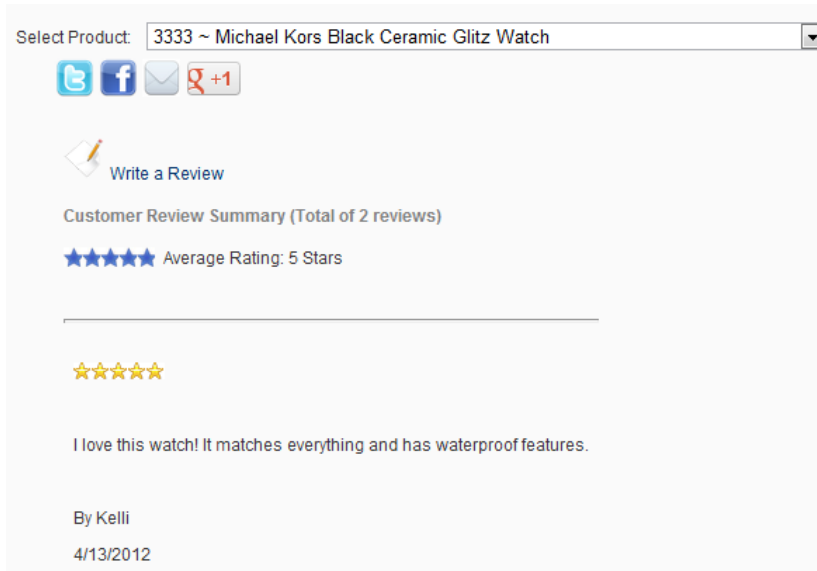 Select Product: 3333 ~ Michael Kors Black Ceramic Glitz Watch
t f g +1
Write a Review
Customer Review Summary (Total of 2 reviews)
Average Rating: 5 Stars
I love this watch! It matches everything and has waterproof features.
By Kelli
4/13/2012